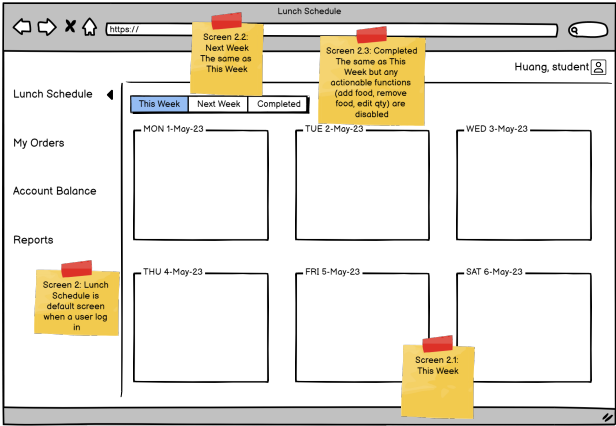 Lunch Schedule
https://
Screen 2.2:
Next Week
The same as
This Week
Screen 2.3: Completed
The same as This
Week but any
actionable functions
(add food, remove
food, edit qty) are
disabled
Huang, student
Lunch Schedule
My Orders
Account Balance
Reports
This Week
Next Week
Completed
MON 1-May-23
TUE 2-May-23
WED 3-May-23
THU 4-May-23
FRI 5-May-23
SAT 6-May-23
Screen 2: Lunch
Schedule is
default screen
when a user log
in
Screen 2.1:
This Week